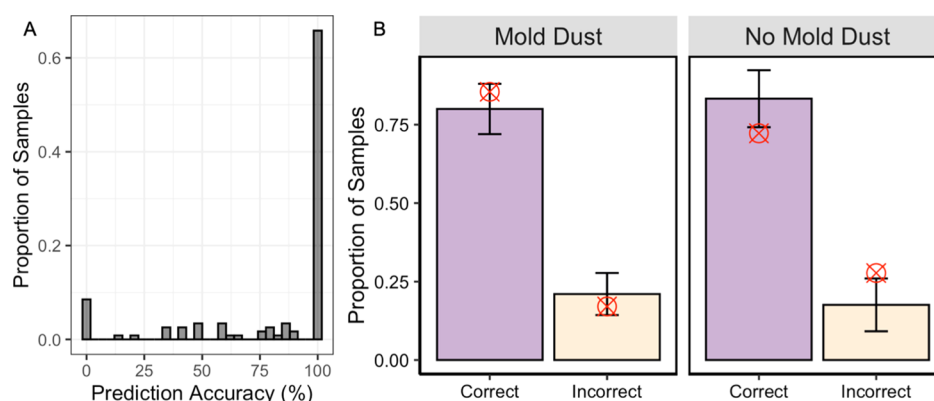 A
Proportion of Samples
0.6
0.4
0.2
0.0
0 25 50 75 100
Prediction Accuracy (%)
B
Mold Dust No Mold Dust
Proportion of Samples
0.75
0.50
0.25
0.00
Correct Incorrect Correct Incorrect